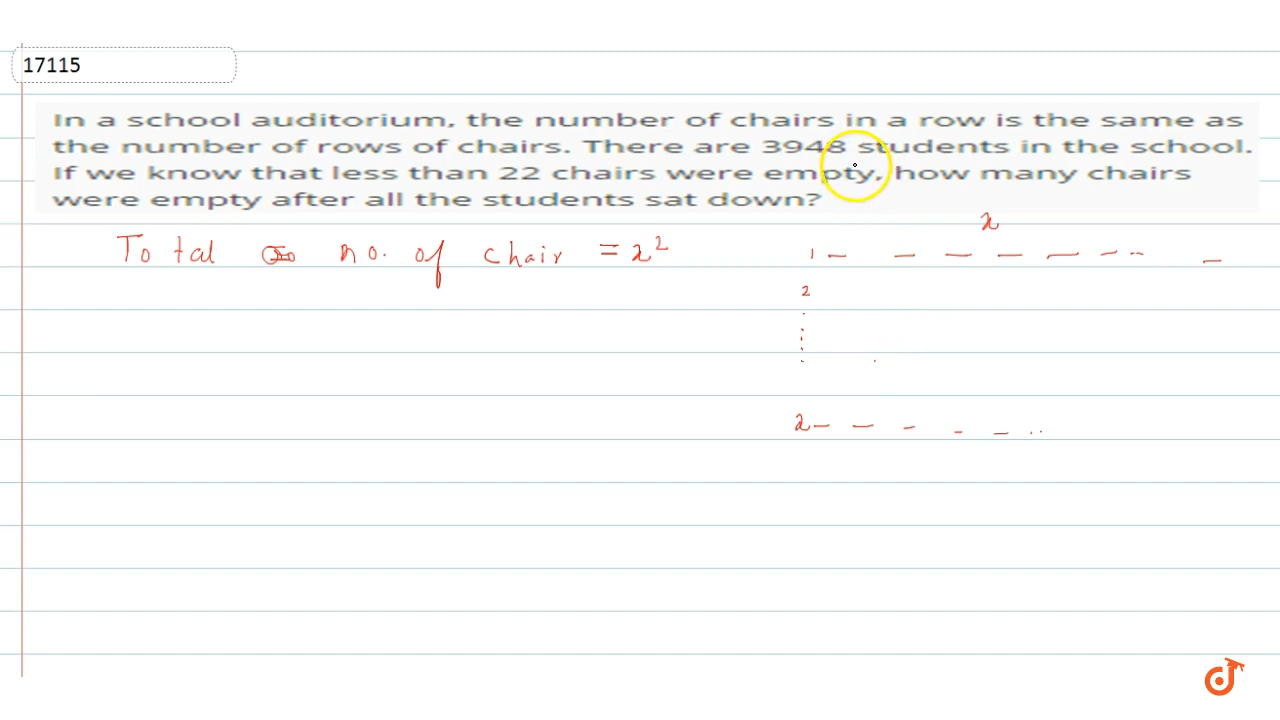 17115
In a school auditorium, the number of chairs in a row is the same as
the number of rows of chairs. There are 3948 students in the school.
If we know that less than 22 chairs were empty, how many chairs
were empty after all the students sat down?
x
Total no. of chair = x²
1
2
x